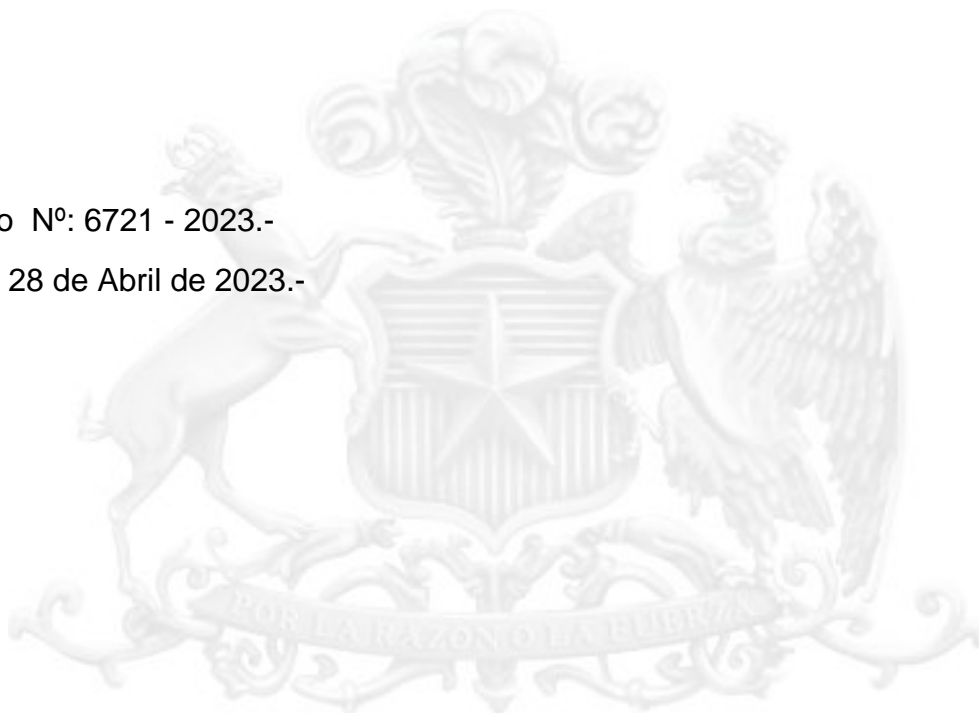 o Nº: 6721 - 2023.-
28 de Abril de 2023.-
POR LA RAZON O LA FUERZA